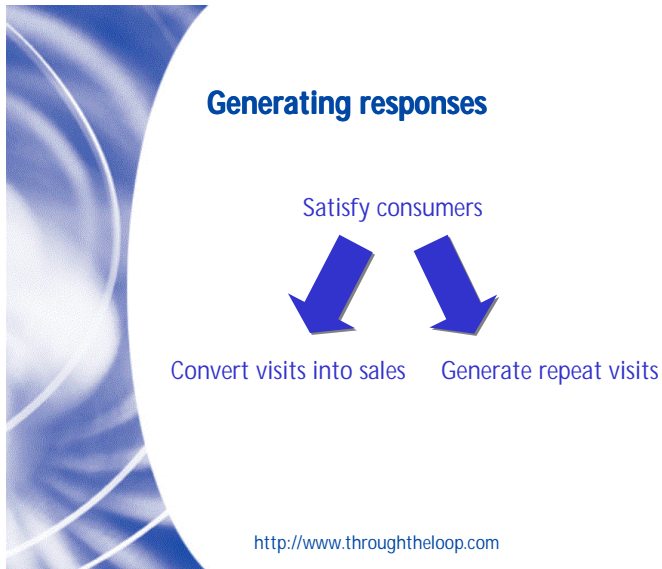 Generating responses
Satisfy consumers
Convert visits into sales
Generate repeat visits
http://www.throughtheloop.com